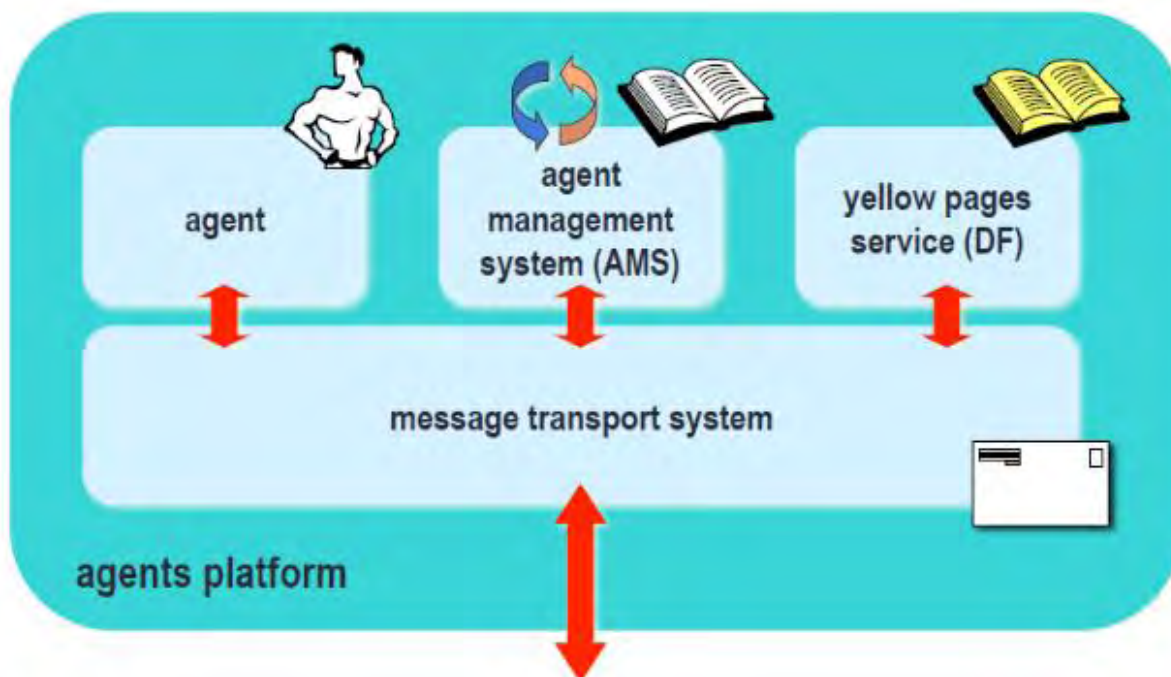 agent
agent
management
system (AMS)
yellow pages
service (DF)
message transport system
agents platform